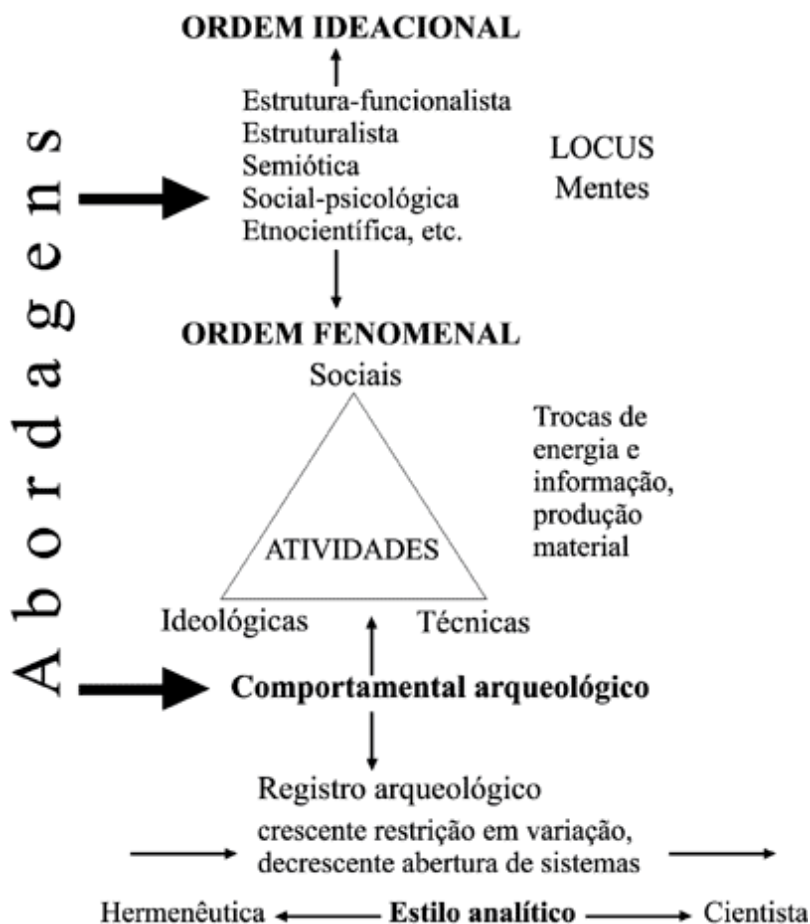 ORDEM IDEACIONAL
Estrutura-funcionalista
Estruturalista
Semiótica
Social-psicológica
Etnocientífica, etc.
LOCUS
Mentes
Abordagens
ORDEM FENOMENAL
Sociais
ATIVIDADES
Ideológicas
Técnicas
Trocas de
energia e
informação,
produção
material
Comportamental arqueológico
Registro arqueológico
crescente restrição em variação,
decrescente abertura de sistemas
Hermenêutica
Estilo analítico
Cientista